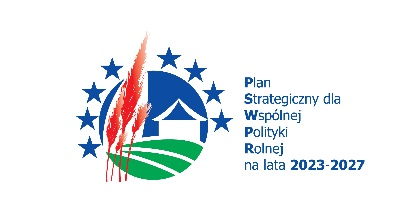 Plan
Strategiczny dla
Wspólnej
Polityki
Rolnej
na lata 2023-2027